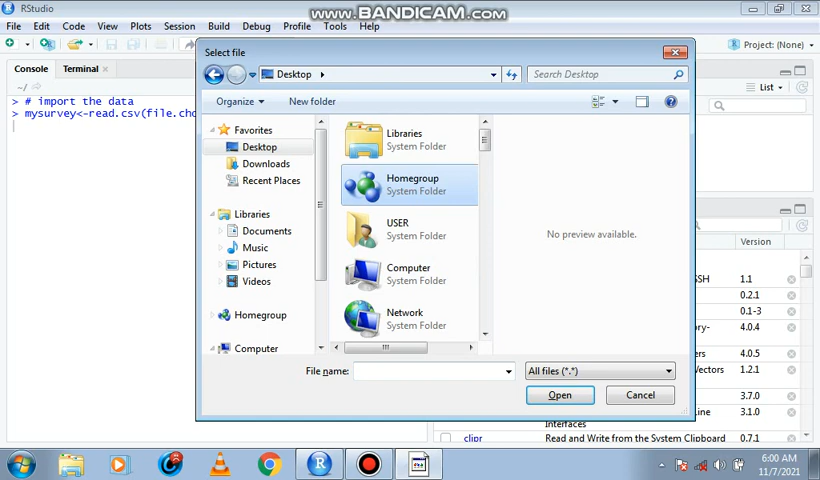 RStudio
WWW.BANDICAM.COM
File Edit Code View Plots Session Build Debug Profile Tools Help
Project: (None)
Console Terminal
~/
> # import the data
> mysurvey<-read.csv(file.cho
List
Select file
Desktop
Search Desktop
Organize New folder
Favorites
Desktop
Downloads
Recent Places
Libraries
Documents
Music
Pictures
Videos
Homegroup
Computer
Libraries
System Folder
Homegroup
System Folder
USER
System Folder
Computer
System Folder
Network
System Folder
No preview available.
File name:
All files (*.*)
Open Cancel
Version
SSH 1.1
0.2.1
0.1-3
ry- 4.0.4
ers 4.0.5
Vectors 1.2.1
3.7.0
Line 3.1.0
Interfaces
clipr Read and Write from the System Clipboard 0.7.1
6:00 AM
11/7/2021